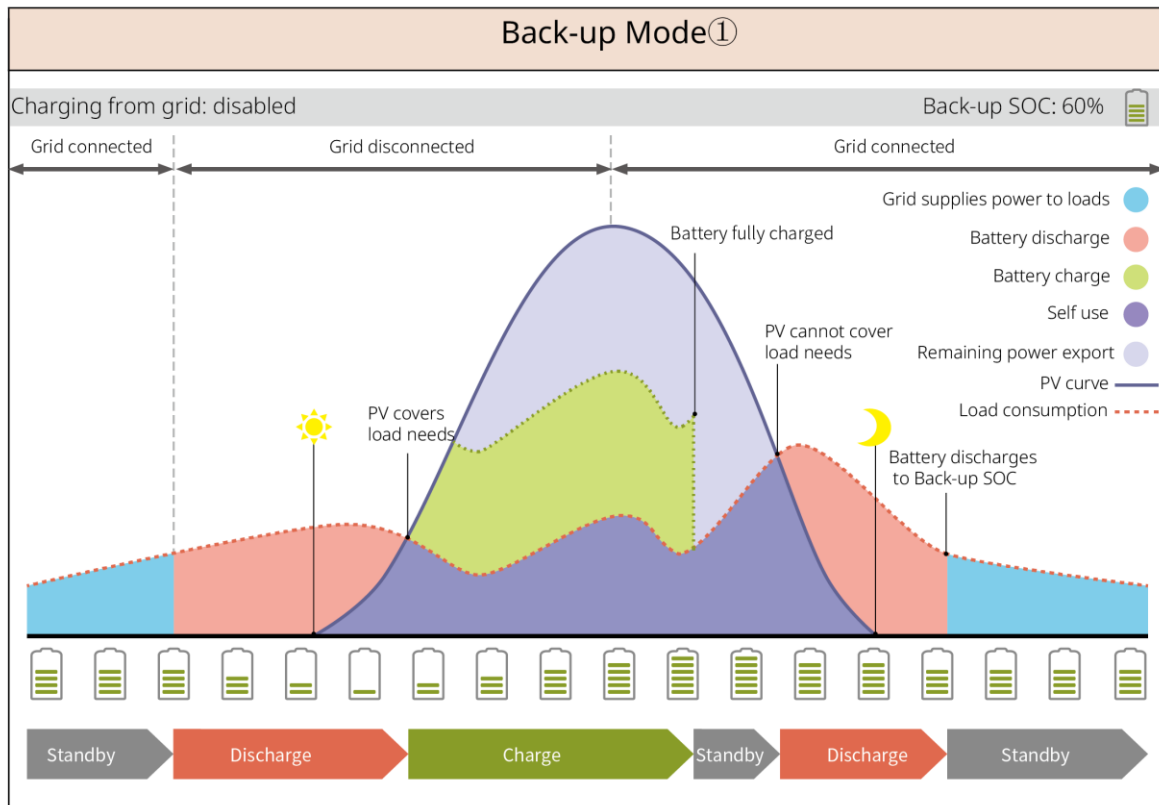 Back-up Mode①
Charging from grid: disabled
Back-up SOC: 60%
Grid connected
Grid disconnected
Grid connected
Grid supplies power to loads
Battery discharge
Battery charge
Self use
Remaining power export
PV curve
Load consumption
Battery fully charged
PV cannot cover
load needs
PV covers
load needs
Battery discharges
to Back-up SOC
Standby
Discharge
Charge
Standby
Discharge
Standby